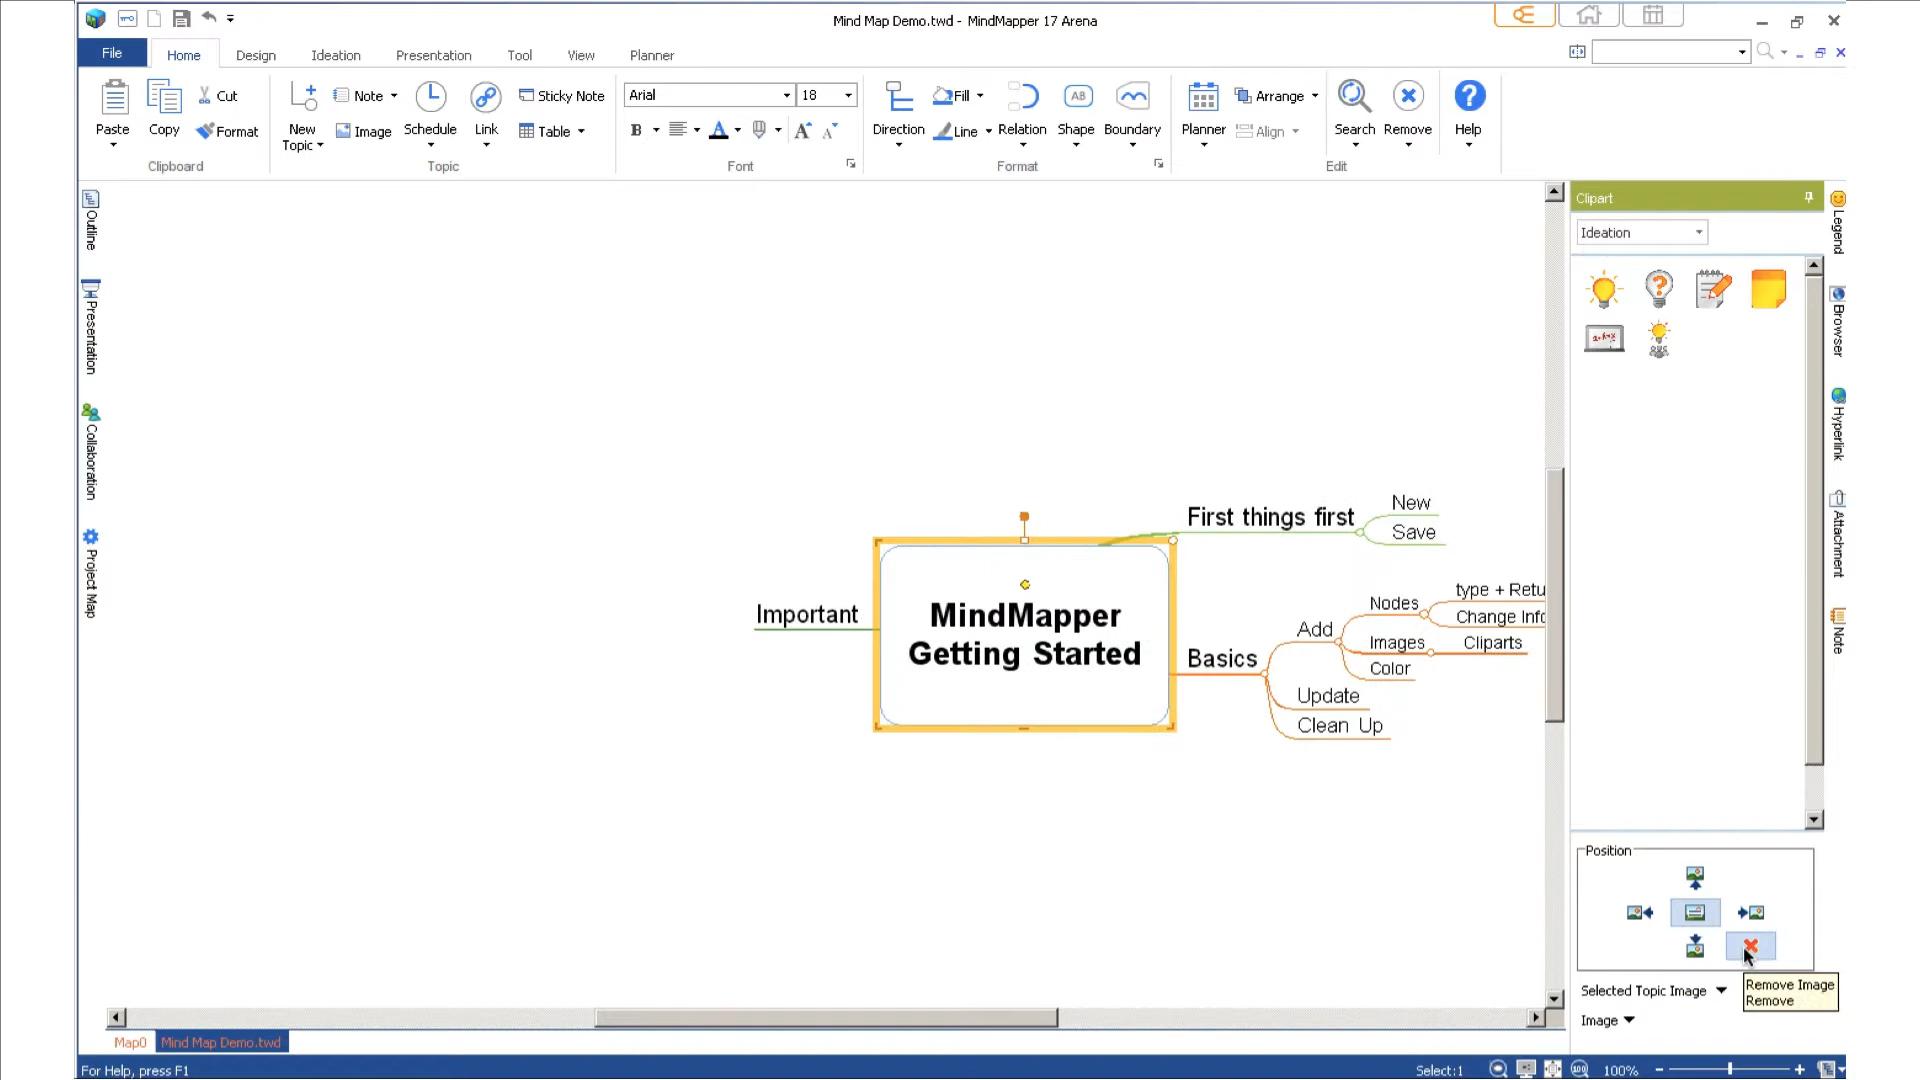 Mind Map Demo.twd - MindMapper 17 Arena
File
Home
Design
Ideation
Presentation
Tool
View
Planner
Paste
Copy
Cut
Format
Clipboard
New
Topic
Note
Image
Schedule
Link
Sticky Note
Table
Topic
Arial
18
B
A
A
A
Font
Direction
Fill
Line
Relation
AB
Shape
Boundary
Format
Planner
Arrange
Align
Search
Remove
Edit
Help
Outline
Presentation
Collaboration
Project Map
Important
MindMapper
Getting Started
First things first
New
Save
Basics
Add
Nodes
type + Retu
Change Info
Images
Cliparts
Color
Update
Clean Up
Clipart
Ideation
Legend
Browser
Hyperlink
Attachment
Note
Position
Selected Topic Image
Image
Remove Image
Remove
Map0
Mind Map Demo.twd
For Help, press F1
Select:1
100%